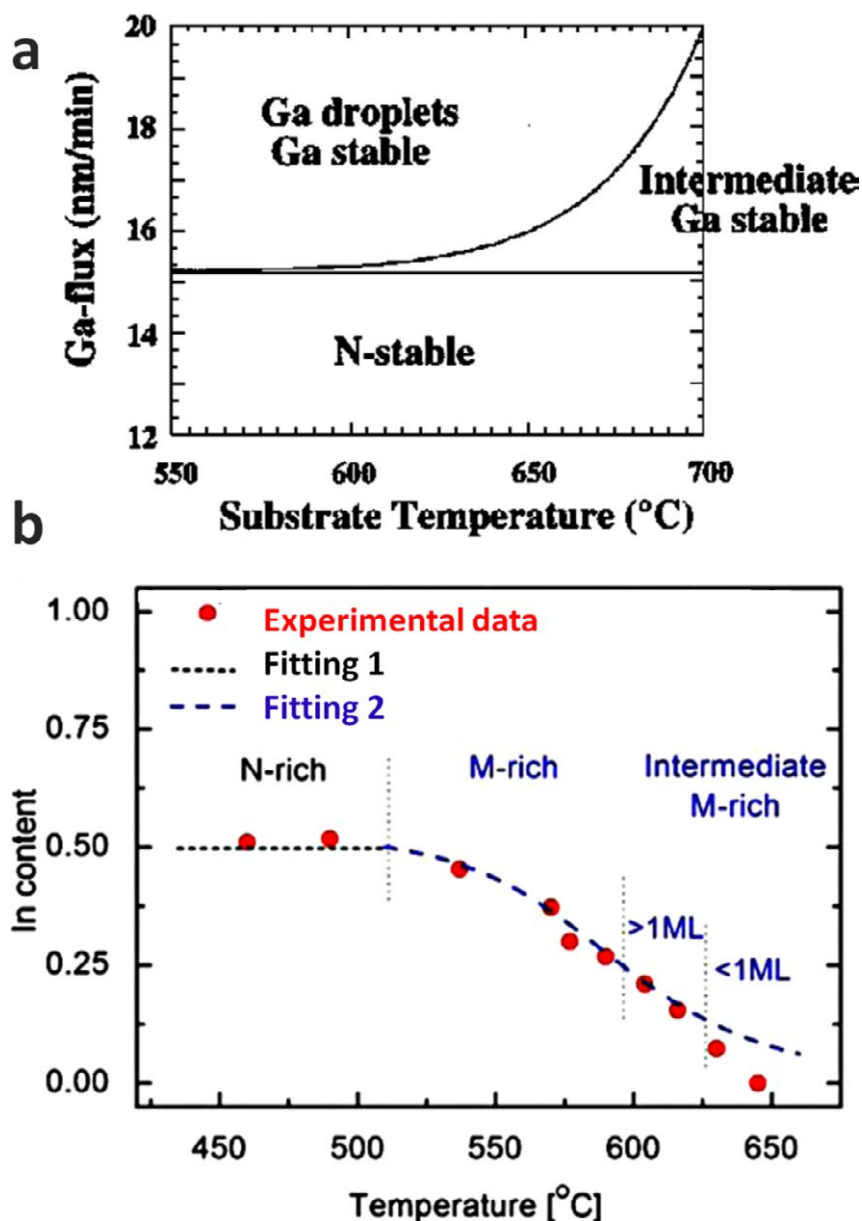 a
20
18
16
14
12
Ga-flux (nm/min)
Ga droplets
Ga stable
Intermediate-
Ga stable
N-stable
550
600
650
700
Substrate Temperature (°C)
b
1.00
0.75
0.50
0.25
0.00
In content
Experimental data
Fitting 1
Fitting 2
N-rich
M-rich
Intermediate
M-rich
>1ML
<1ML
450
500
550
600
650
Temperature [°C]